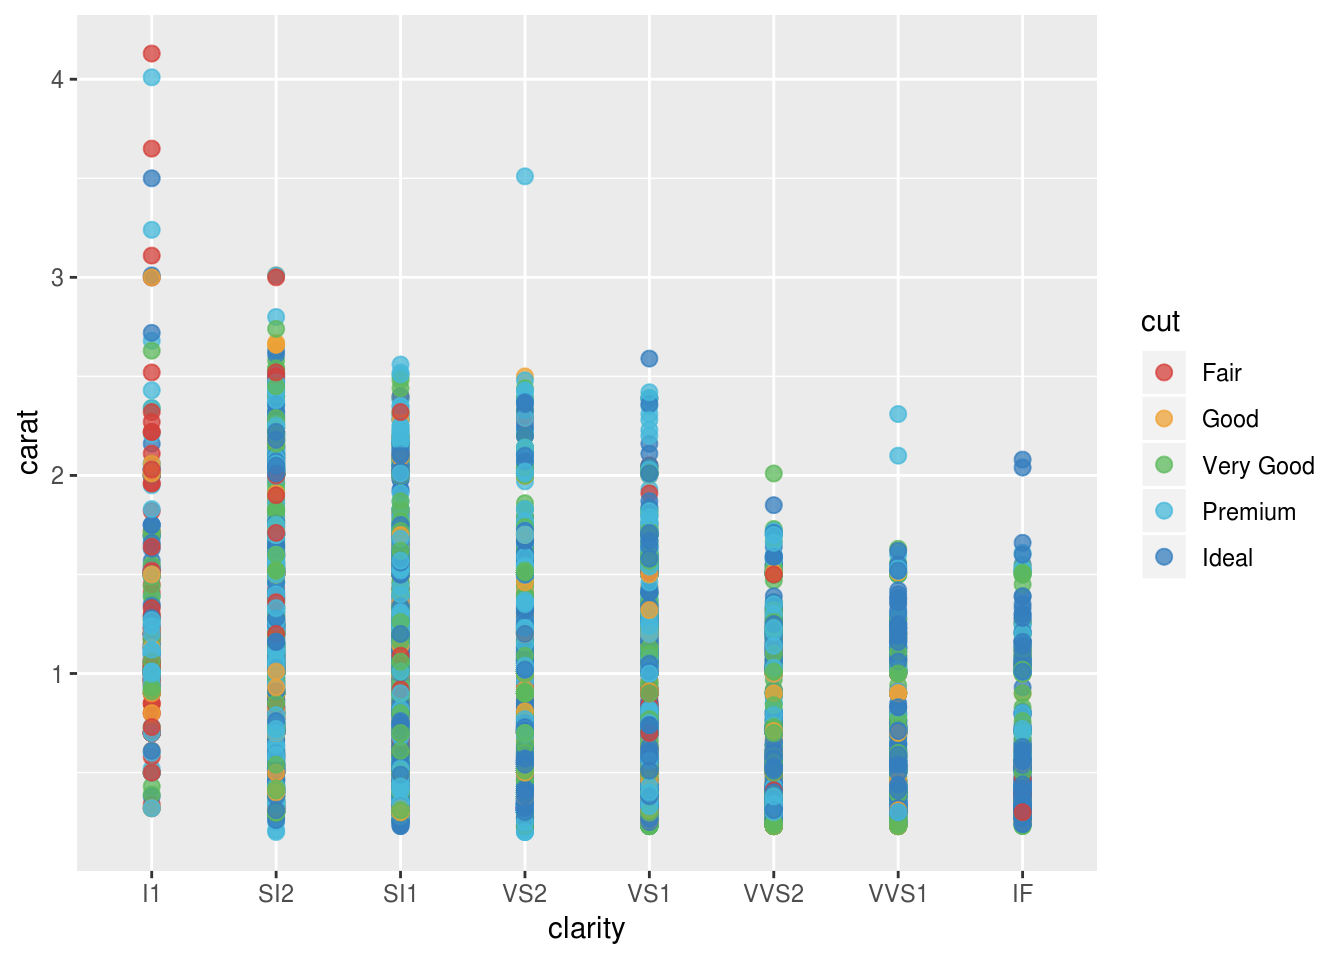 4
3
2
1
carat
I1 SI2 SI1 VS2 VS1 VVS2 VVS1 IF
clarity
cut
Fair
Good
Very Good
Premium
Ideal